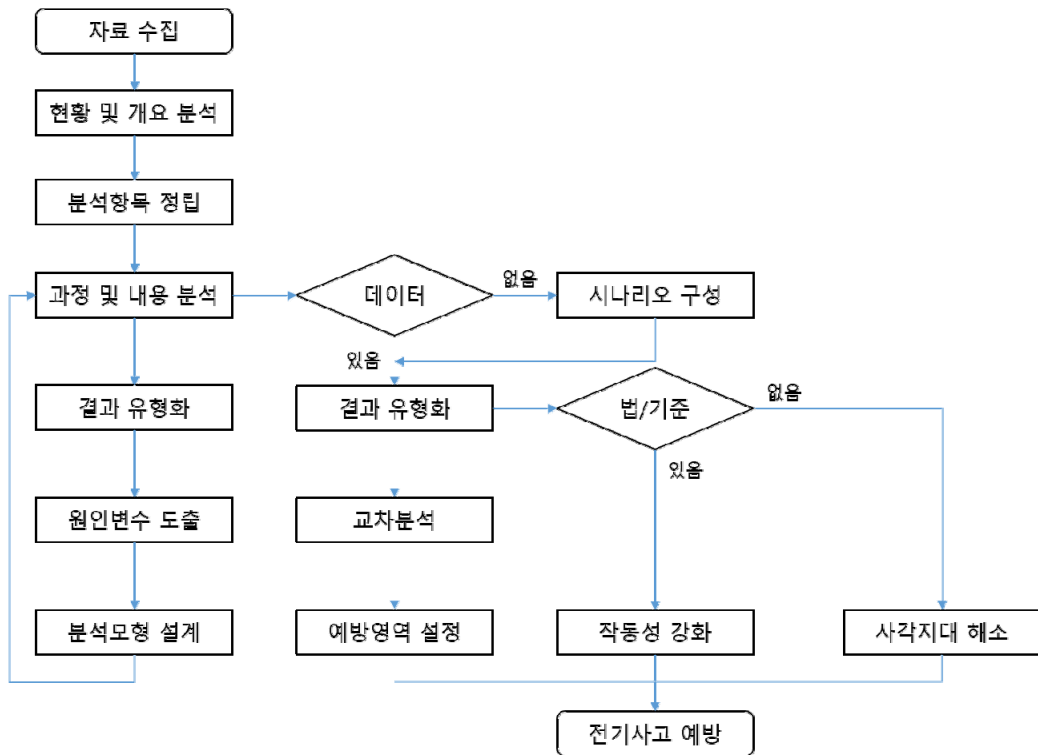 자료 수집
현황 및 개요 분석
분석항목 정립
과정 및 내용 분석
데이터
없음
시나리오 구성
있음
결과 유형화
결과 유형화
법/기준
없음
있음
원인변수 도출
교차분석
분석모형 설계
예방영역 설정
작동성 강화
사각지대 해소
전기사고 예방